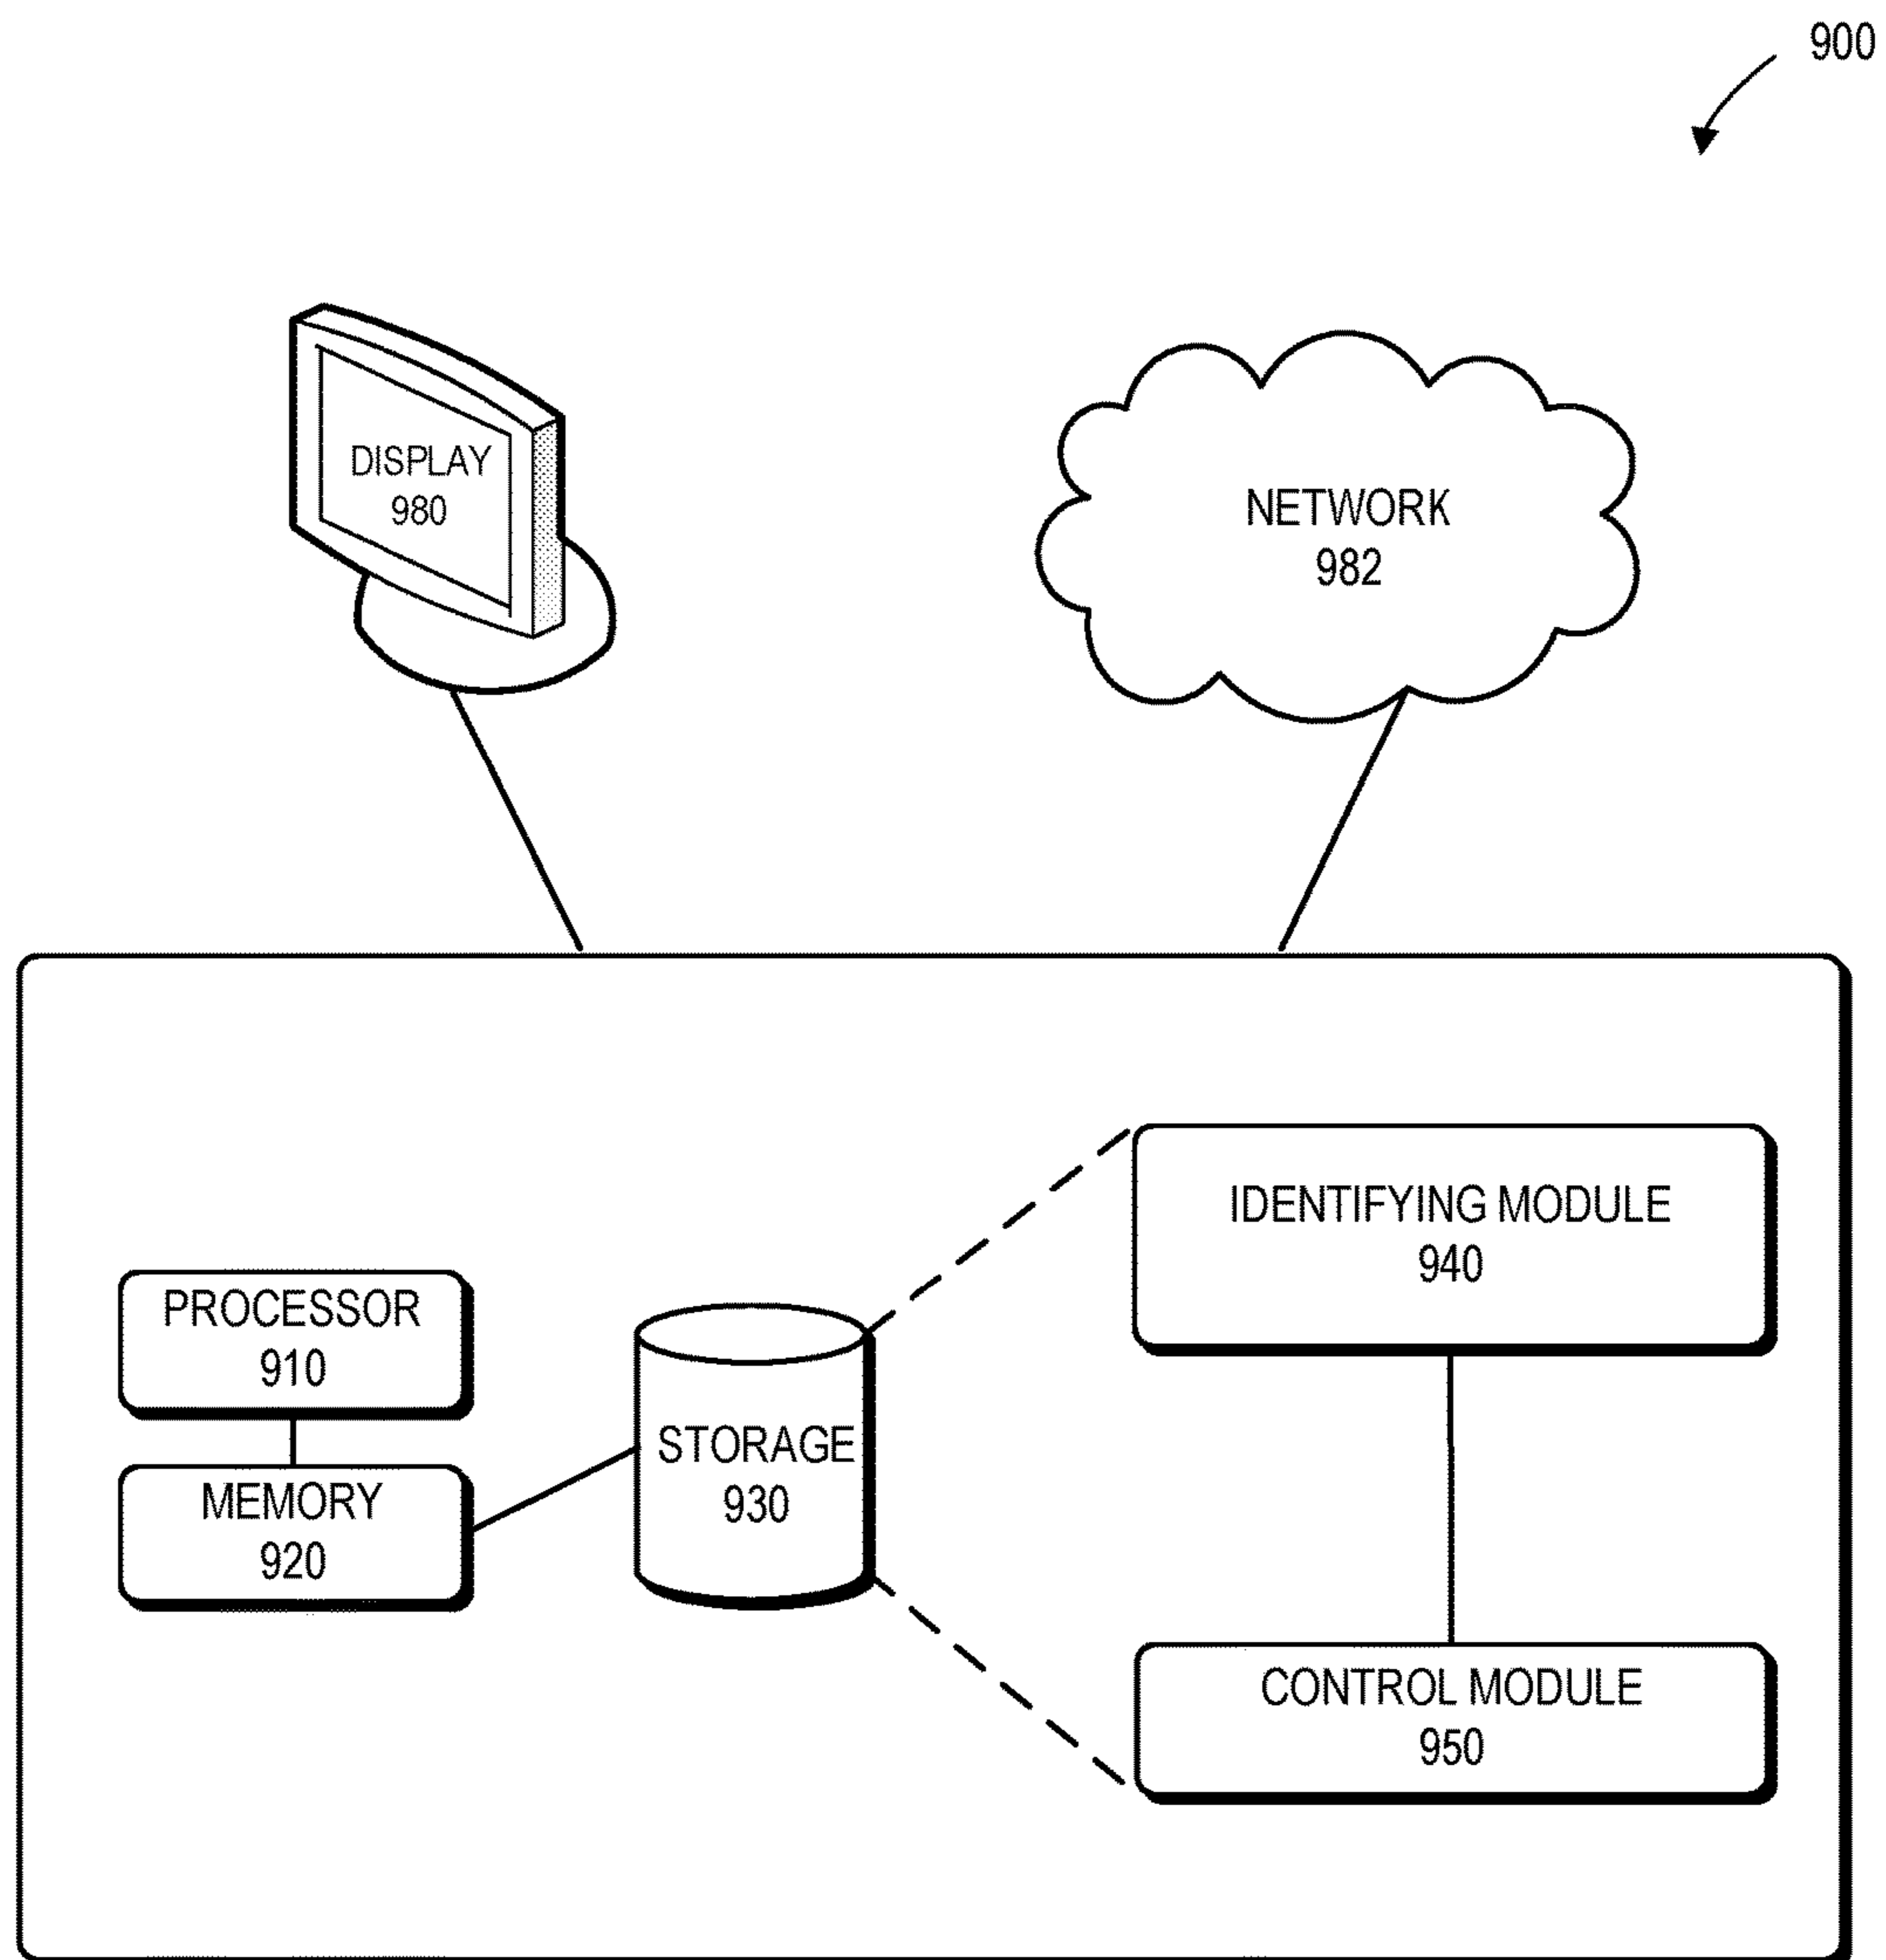 900
DISPLAY
980
NETWORK
982
IDENTIFYING MODULE
940
PROCESSOR
910
STORAGE
930
MEMORY
920
CONTROL MODULE
950